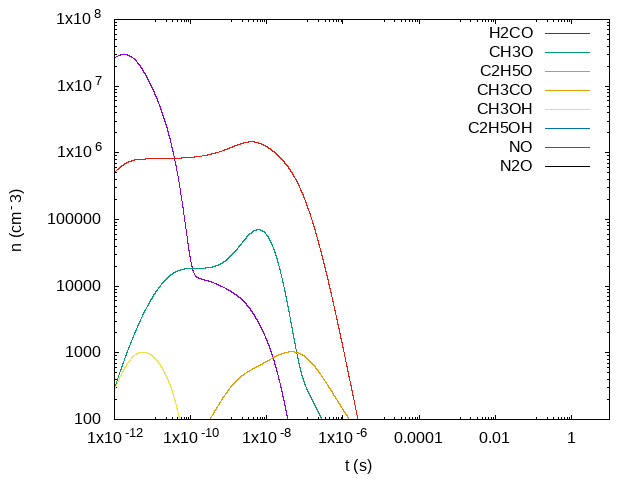 1x10^8
1x10^7
1x10^6
100000
10000
1000
100
1x10^-12
1x10^-10
1x10^-8
1x10^-6
0.0001
0.01
1
n (cm^-3)
t (s)
H2CO
CH3O
C2H5O
CH3CO
CH3OH
C2H5OH
NO
N2O